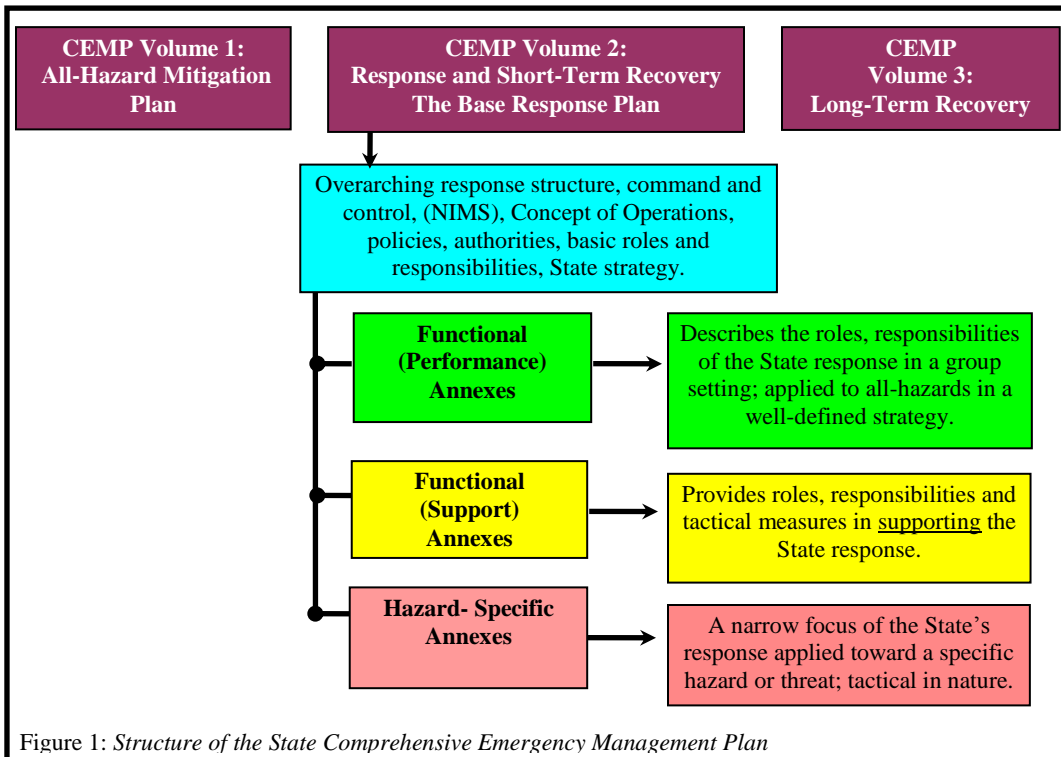 CEMP Volume 1:
All-Hazard Mitigation
Plan
CEMP Volume 2:
Response and Short-Term Recovery
The Base Response Plan
CEMP
Volume 3:
Long-Term Recovery
Overarching response structure, command and
control, (NIMS), Concept of Operations,
policies, authorities, basic roles and
responsibilities, State strategy.
Functional
(Performance)
Annexes
Describes the roles, responsibilities
of the State response in a group
setting; applied to all-hazards in a
well-defined strategy.
Functional
(Support)
Annexes
Provides roles, responsibilities and
tactical measures in supporting the
State response.
Hazard- Specific
Annexes
A narrow focus of the State’s
response applied toward a specific
hazard or threat; tactical in nature.
Figure 1: Structure of the State Comprehensive Emergency Management Plan